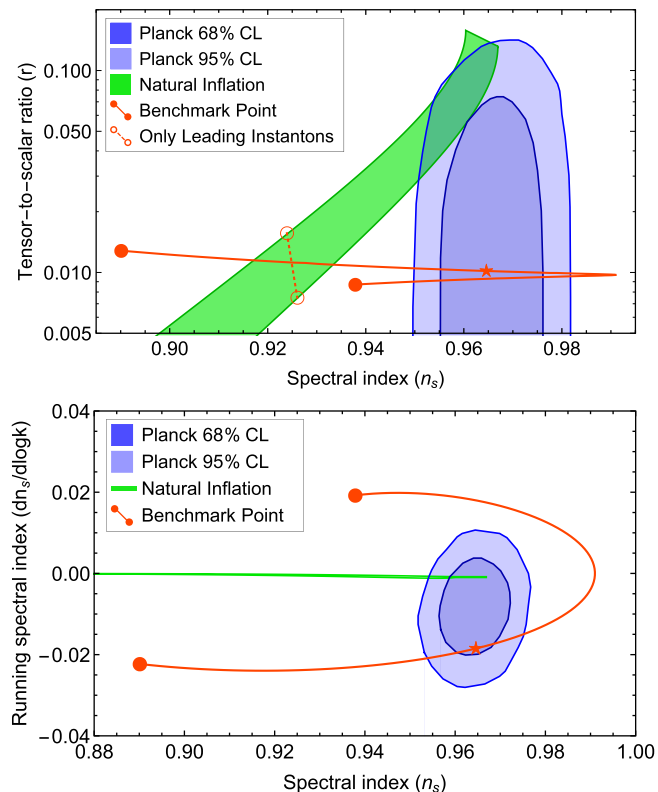 Planck 68% CL
Planck 95% CL
Natural Inflation
Benchmark Point
Only Leading Instantons
Tensor-to-scalar ratio (r)
0.100
0.050
0.010
0.005
0.90 0.92 0.94 0.96 0.98
Spectral index (ns)
Planck 68% CL
Planck 95% CL
Natural Inflation
Benchmark Point
Running spectral index (dns/dlogk)
0.04
0.02
0.00
-0.02
-0.04
0.88 0.90 0.92 0.94 0.96 0.98 1.00
Spectral index (ns)